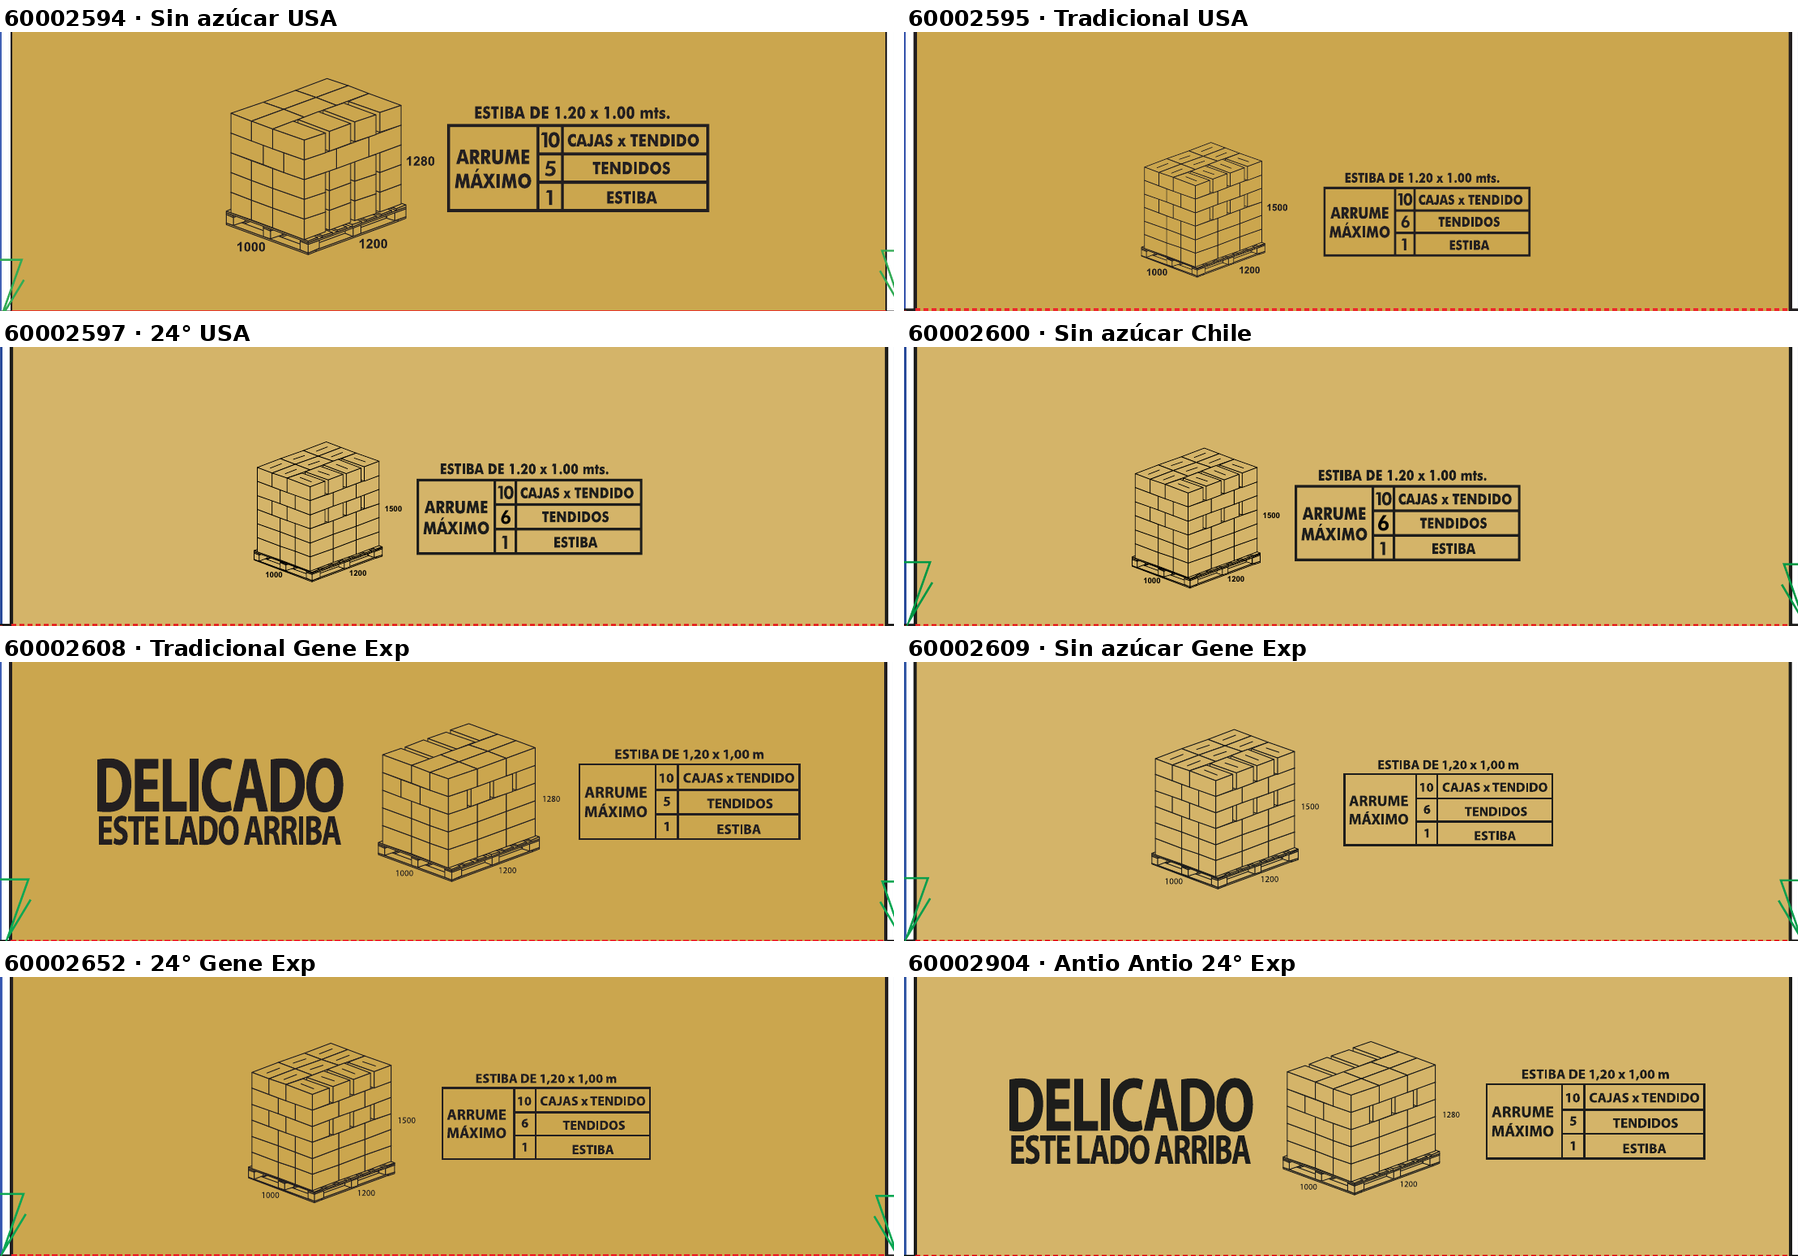 60002594 · Sin azúcar USA
ESTIBA DE 1.20 x 1.00 mts.
ARRUME MÁXIMO
10 CAJAS x TENDIDO
5 TENDIDOS
1 ESTIBA
1280
1000
1200
60002595 · Tradicional USA
ESTIBA DE 1.20 x 1.00 mts.
ARRUME MÁXIMO
10 CAJAS x TENDIDO
6 TENDIDOS
1 ESTIBA
1500
1000
1200
60002597 · 24° USA
ESTIBA DE 1.20 x 1.00 mts.
ARRUME MÁXIMO
10 CAJAS x TENDIDO
6 TENDIDOS
1 ESTIBA
1500
1000
1200
60002600 · Sin azúcar Chile
ESTIBA DE 1.20 x 1.00 mts.
ARRUME MÁXIMO
10 CAJAS x TENDIDO
6 TENDIDOS
1 ESTIBA
1500
1000
1200
60002608 · Tradicional Gene Exp
DELICADO
ESTE LADO ARRIBA
ESTIBA DE 1,20 x 1,00 m
ARRUME MÁXIMO
10 CAJAS x TENDIDO
5 TENDIDOS
1 ESTIBA
1280
1000
1200
60002609 · Sin azúcar Gene Exp
ESTIBA DE 1,20 x 1,00 m
ARRUME MÁXIMO
10 CAJAS x TENDIDO
6 TENDIDOS
1 ESTIBA
1500
1000
1200
60002652 · 24° Gene Exp
ESTIBA DE 1,20 x 1,00 m
ARRUME MÁXIMO
10 CAJAS x TENDIDO
6 TENDIDOS
1 ESTIBA
1500
1000
1200
60002904 · Antio Antio 24° Exp
DELICADO
ESTE LADO ARRIBA
ESTIBA DE 1,20 x 1,00 m
ARRUME MÁXIMO
10 CAJAS x TENDIDO
5 TENDIDOS
1 ESTIBA
1280
1000
1200